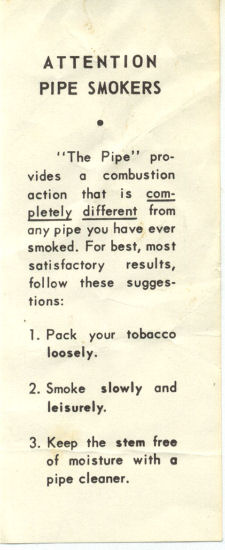 ATTENTION
PIPE SMOKERS
•
"The Pipe" pro-
vides a combustion
action that is com-
pletely different from
any pipe you have ever
smoked. For best, most
satisfactory results,
follow these sugges-
tions:
1. Pack your tobacco
loosely.
2. Smoke slowly and
leisurely.
3. Keep the stem free
of moisture with a
pipe cleaner.